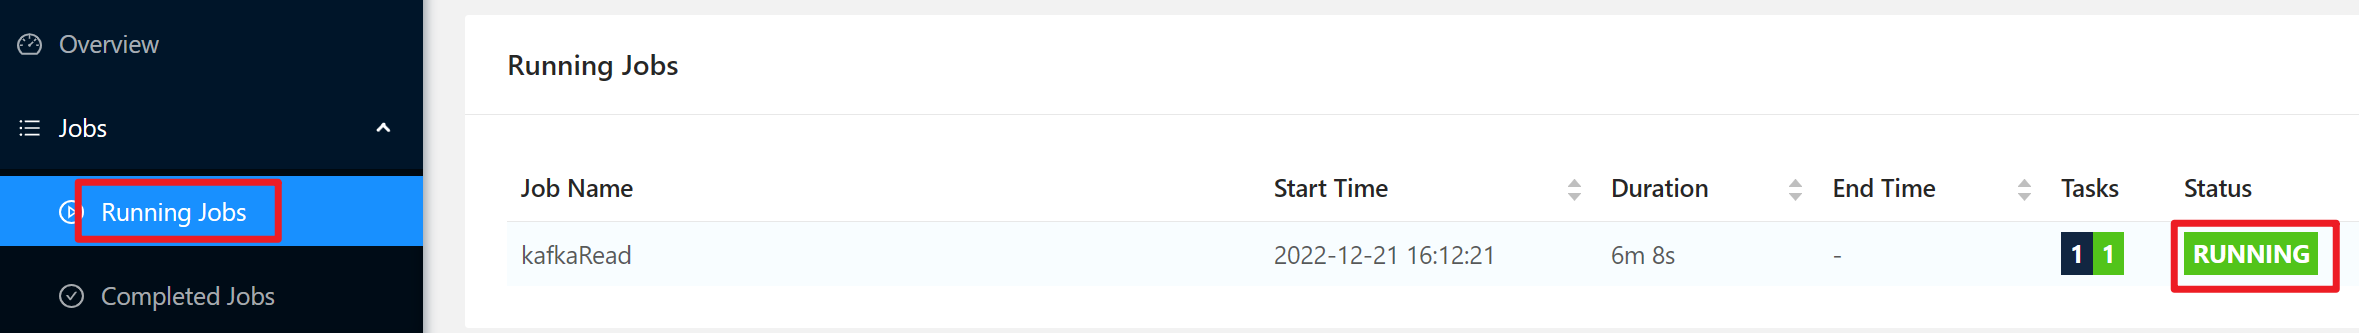 Overview
Jobs
Running Jobs
Completed Jobs
Running Jobs
Job Name Start Time Duration End Time Tasks Status
kafkaRead 2022-12-21 16:12:21 6m 8s - 1 1 RUNNING